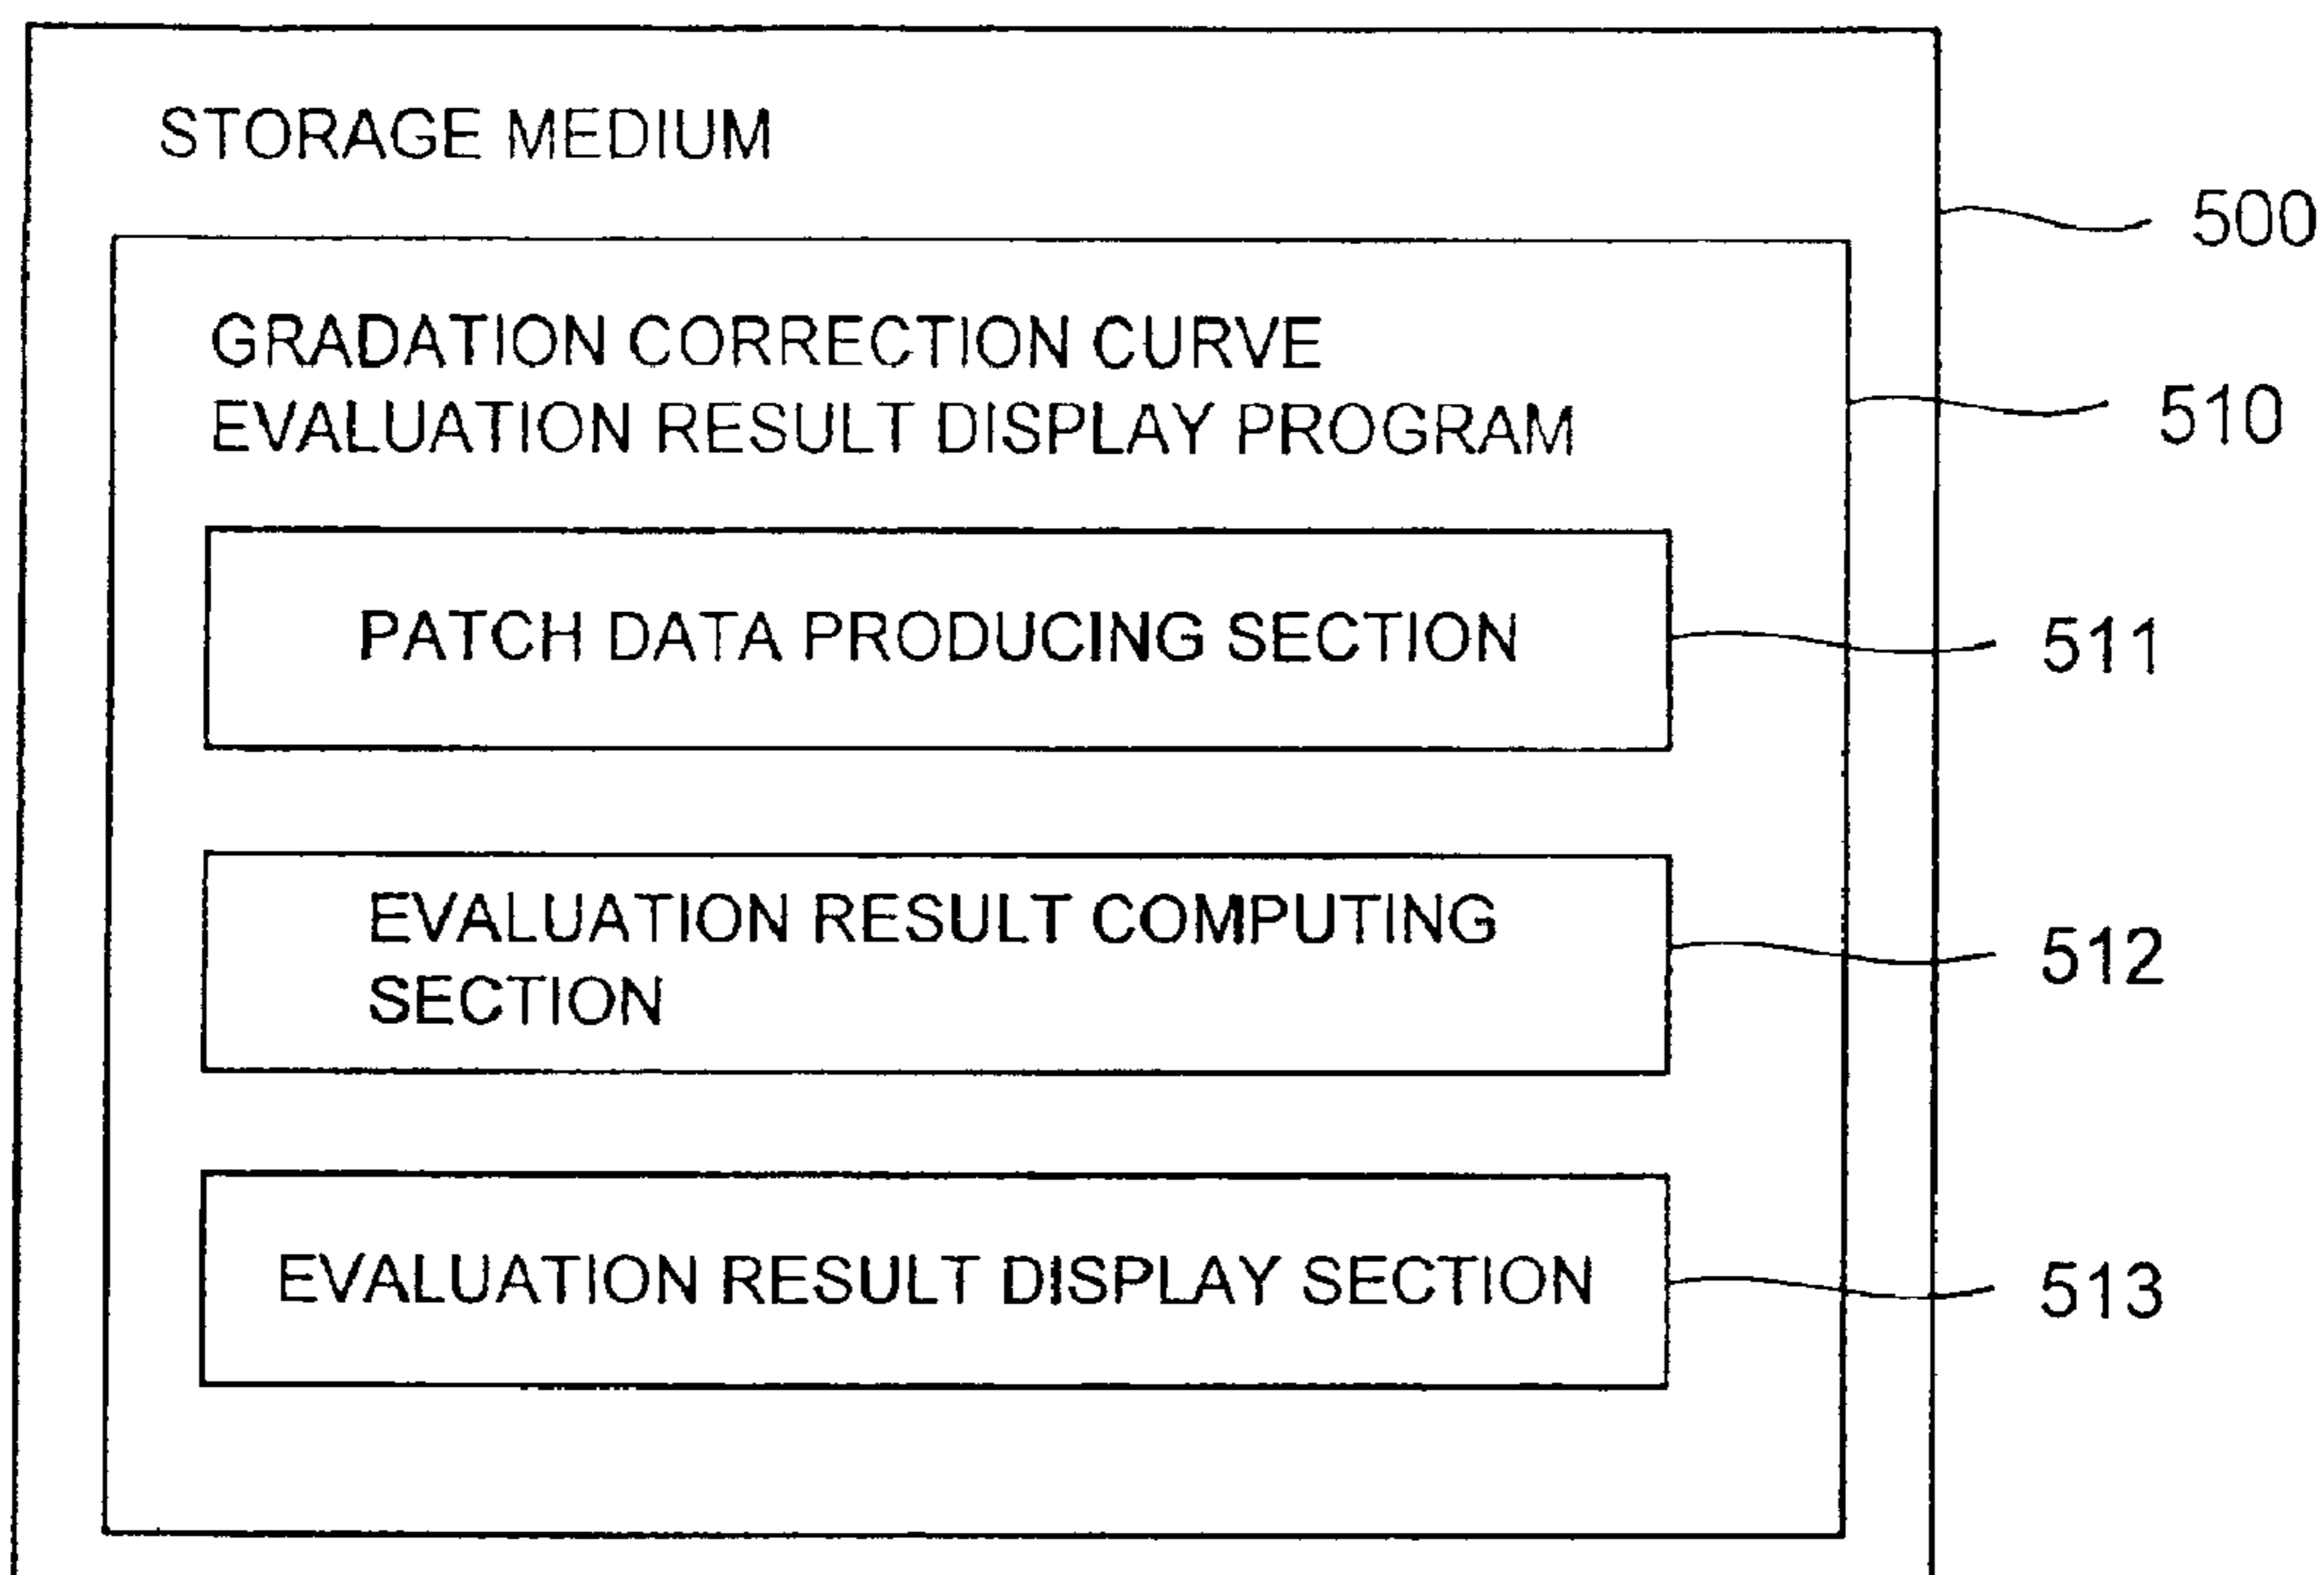 STORAGE MEDIUM
500
GRADATION CORRECTION CURVE
EVALUATION RESULT DISPLAY PROGRAM
510
PATCH DATA PRODUCING SECTION
511
EVALUATION RESULT COMPUTING
SECTION
512
EVALUATION RESULT DISPLAY SECTION
513